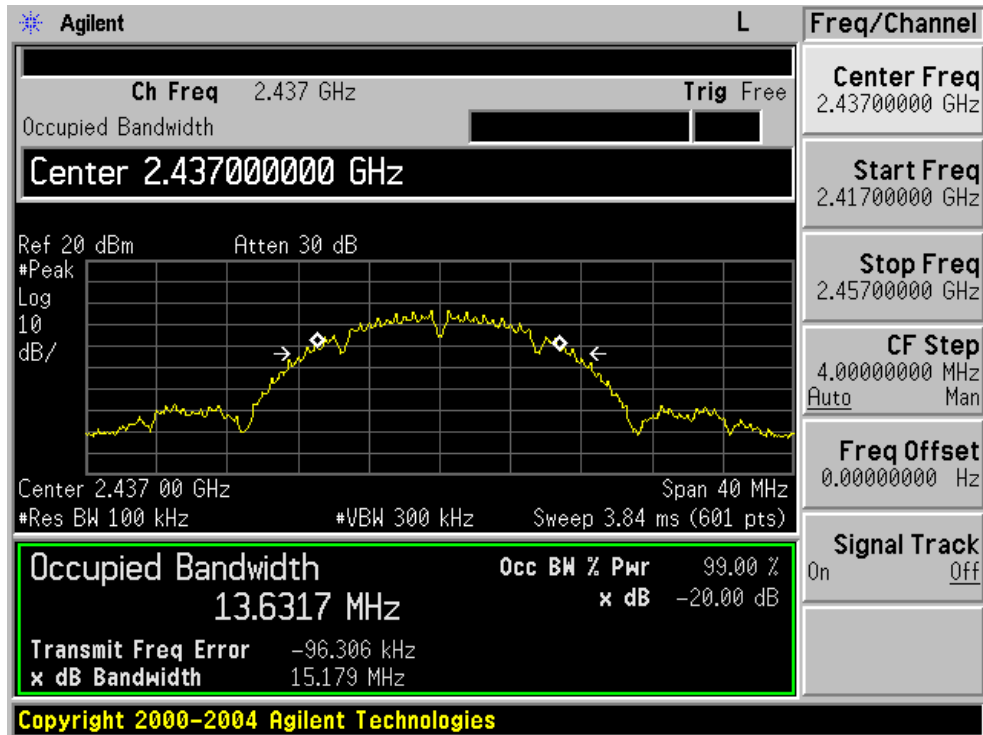 Agilent L
Ch Freq 2.437 GHz Trig Free
Occupied Bandwidth
Center 2.437000000 GHz
Ref 20 dBm Atten 30 dB
#Peak
Log
10
dB/
Center 2.437 00 GHz Span 40 MHz
#Res BW 100 kHz #VBW 300 kHz Sweep 3.84 ms (601 pts)
Occupied Bandwidth
13.6317 MHz
Occ BW % Pwr 99.00 %
x dB -20.00 dB
Transmit Freq Error -96.306 kHz
x dB Bandwidth 15.179 MHz
Copyright 2000-2004 Agilent Technologies
Freq/Channel
Center Freq
2.43700000 GHz
Start Freq
2.41700000 GHz
Stop Freq
2.45700000 GHz
CF Step
4.00000000 MHz
Auto Man
Freq Offset
0.00000000 Hz
Signal Track
On Off